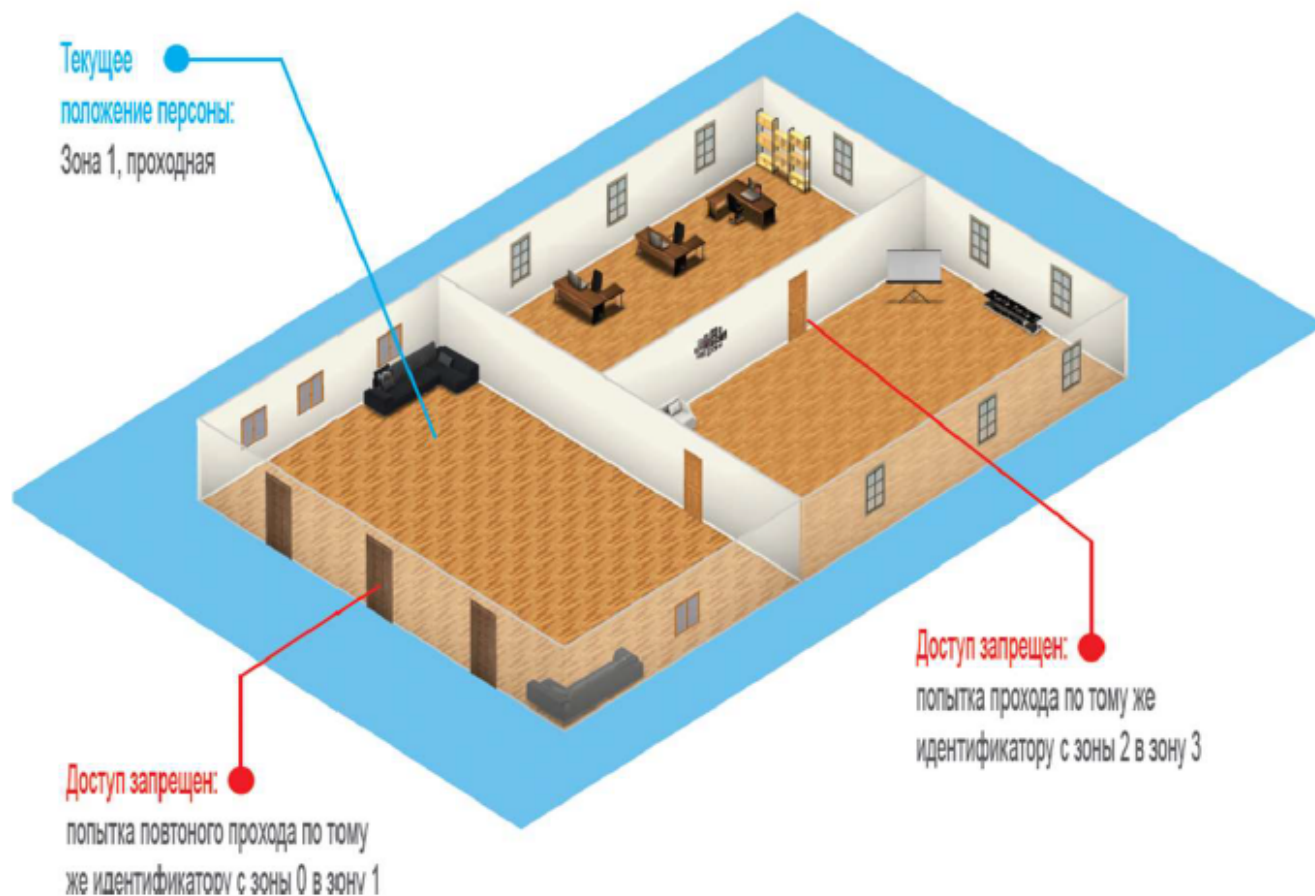 Текущее
положение персоны:
Зона 1, проходная
Доступ запрещен:
попытка прохода по тому же
идентификатору с зоны 2 в зону 3
Доступ запрещен:
попытка повтоного прохода по тому
же идентификатору с зоны 0 в зону 1